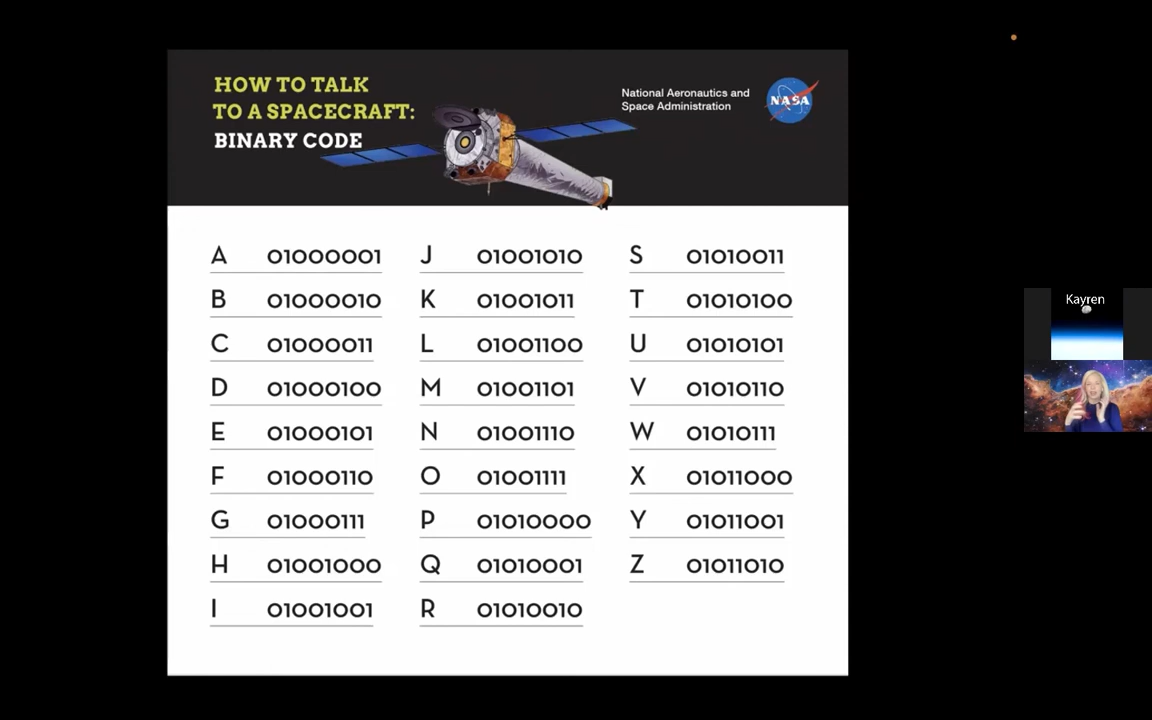 HOW TO TALK
TO A SPACECRAFT:
BINARY CODE
National Aeronautics and
Space Administration
NASA
A 01000001
B 01000010
C 01000011
D 01000100
E 01000101
F 01000110
G 01000111
H 01001000
I 01001001
J 01001010
K 01001011
L 01001100
M 01001101
N 01001110
O 01001111
P 01010000
Q 01010001
R 01010010
S 01010011
T 01010100
U 01010101
V 01010110
W 01010111
X 01011000
Y 01011001
Z 01011010
Kayren